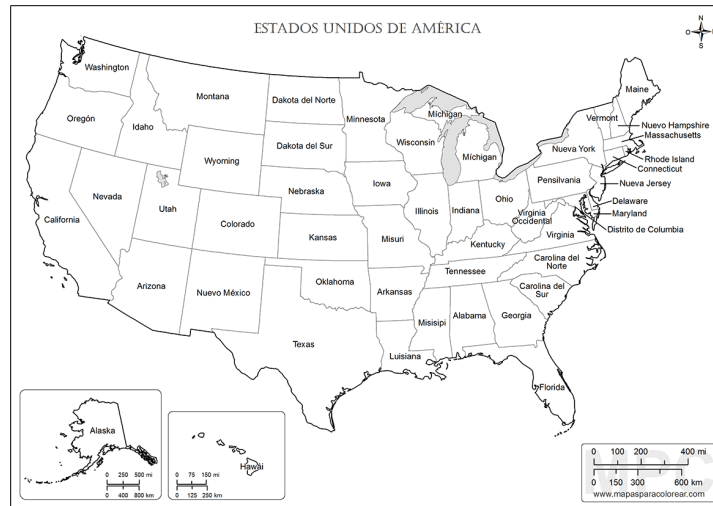 ESTADOS UNIDOS DE AMÉRICA
N
O
E
S
Washington
Montana
Dakota del Norte
Minnesota
Míchigan
Maine
Oregón
Idaho
Wisconsin
Vermont
Nuevo Hampshire
Massachusetts
Wyoming
Dakota del Sur
Míchigan
Nueva York
Rhode Island
Connecticut
Nevada
Nebraska
Iowa
Pensilvania
Nueva Jersey
Utah
Colorado
Illinois
Indiana
Ohio
Delaware
California
Kansas
Misuri
Virginia
Occidental
Maryland
Virginia
Distrito de Columbia
Kentucky
Arizona
Nuevo México
Oklahoma
Arkansas
Tennessee
Carolina del
Norte
Carolina del
Sur
Texas
Misisipi
Alabama
Georgia
Luisiana
Florida
Alaska
0 250 500 mi
0 400 800 km
Hawái
0 75 150 mi
0 125 250 km
MPC
0 100 200 400 mi
0 150 300 600 km
www.mapasparacolorear.com